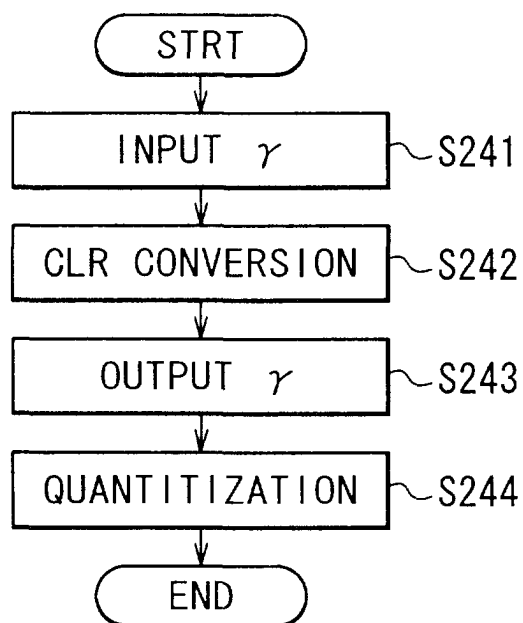 STRT
INPUT γ
S241
CLR CONVERSION
S242
OUTPUT γ
S243
QUANTITIZATION
S244
END